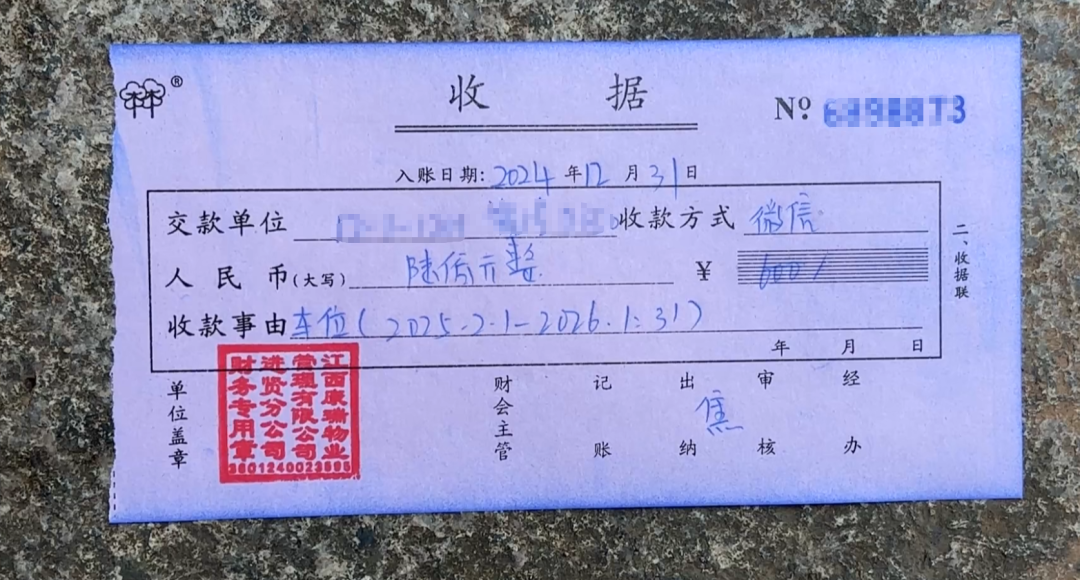 ®
收 据
Nº
入账日期: 2024 年 12 月 31 日
交款单位 收款方式 微信
人民币(大写) 陆佰元整 ¥ 600/
收款事由 车位(2025.2.1-2026.1.31)
年 月 日
二、收据联
单位盖章
江西康瑞物业
管理有限公司
进贤分公司
财务专用章
财会主管 记账 出纳 焦 审核 经办